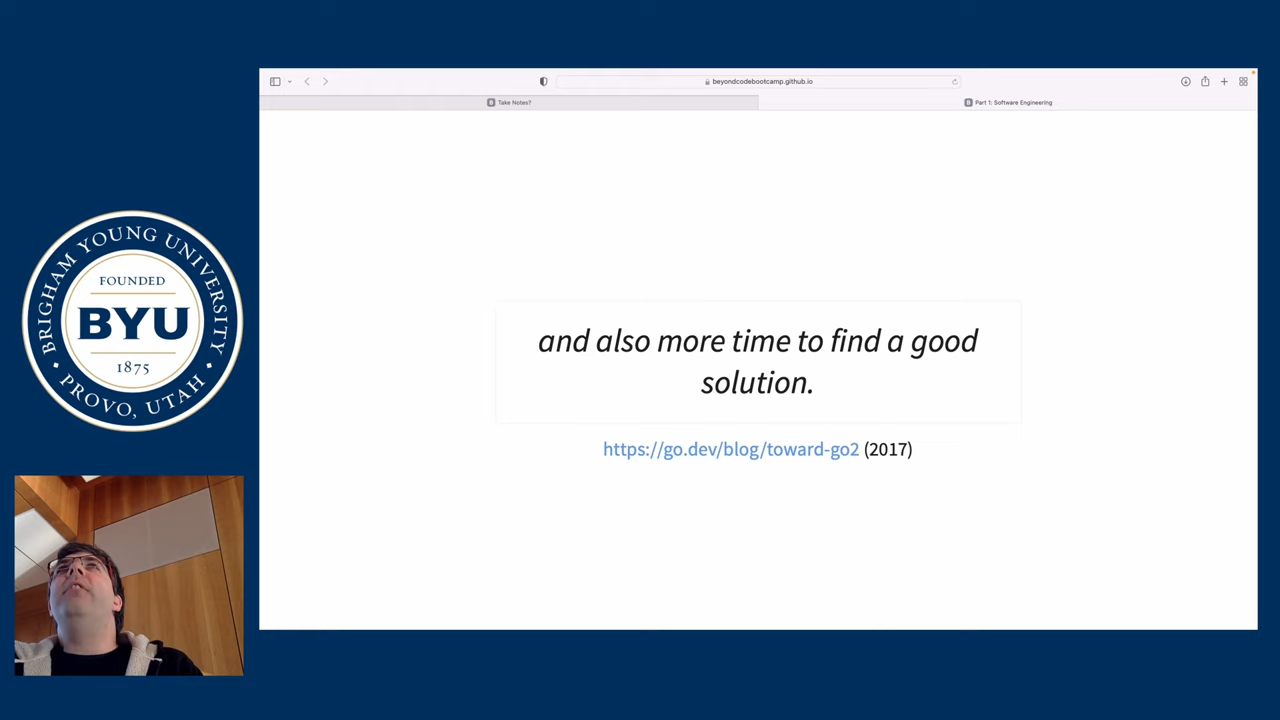 beyondcodebootcamp.github.io
Take Notes?
Part 1: Software Engineering
BRIGHAM YOUNG UNIVERSITY
FOUNDED
BYU
1875
PROVO, UTAH
and also more time to find a good
solution.
https://go.dev/blog/toward-go2 (2017)